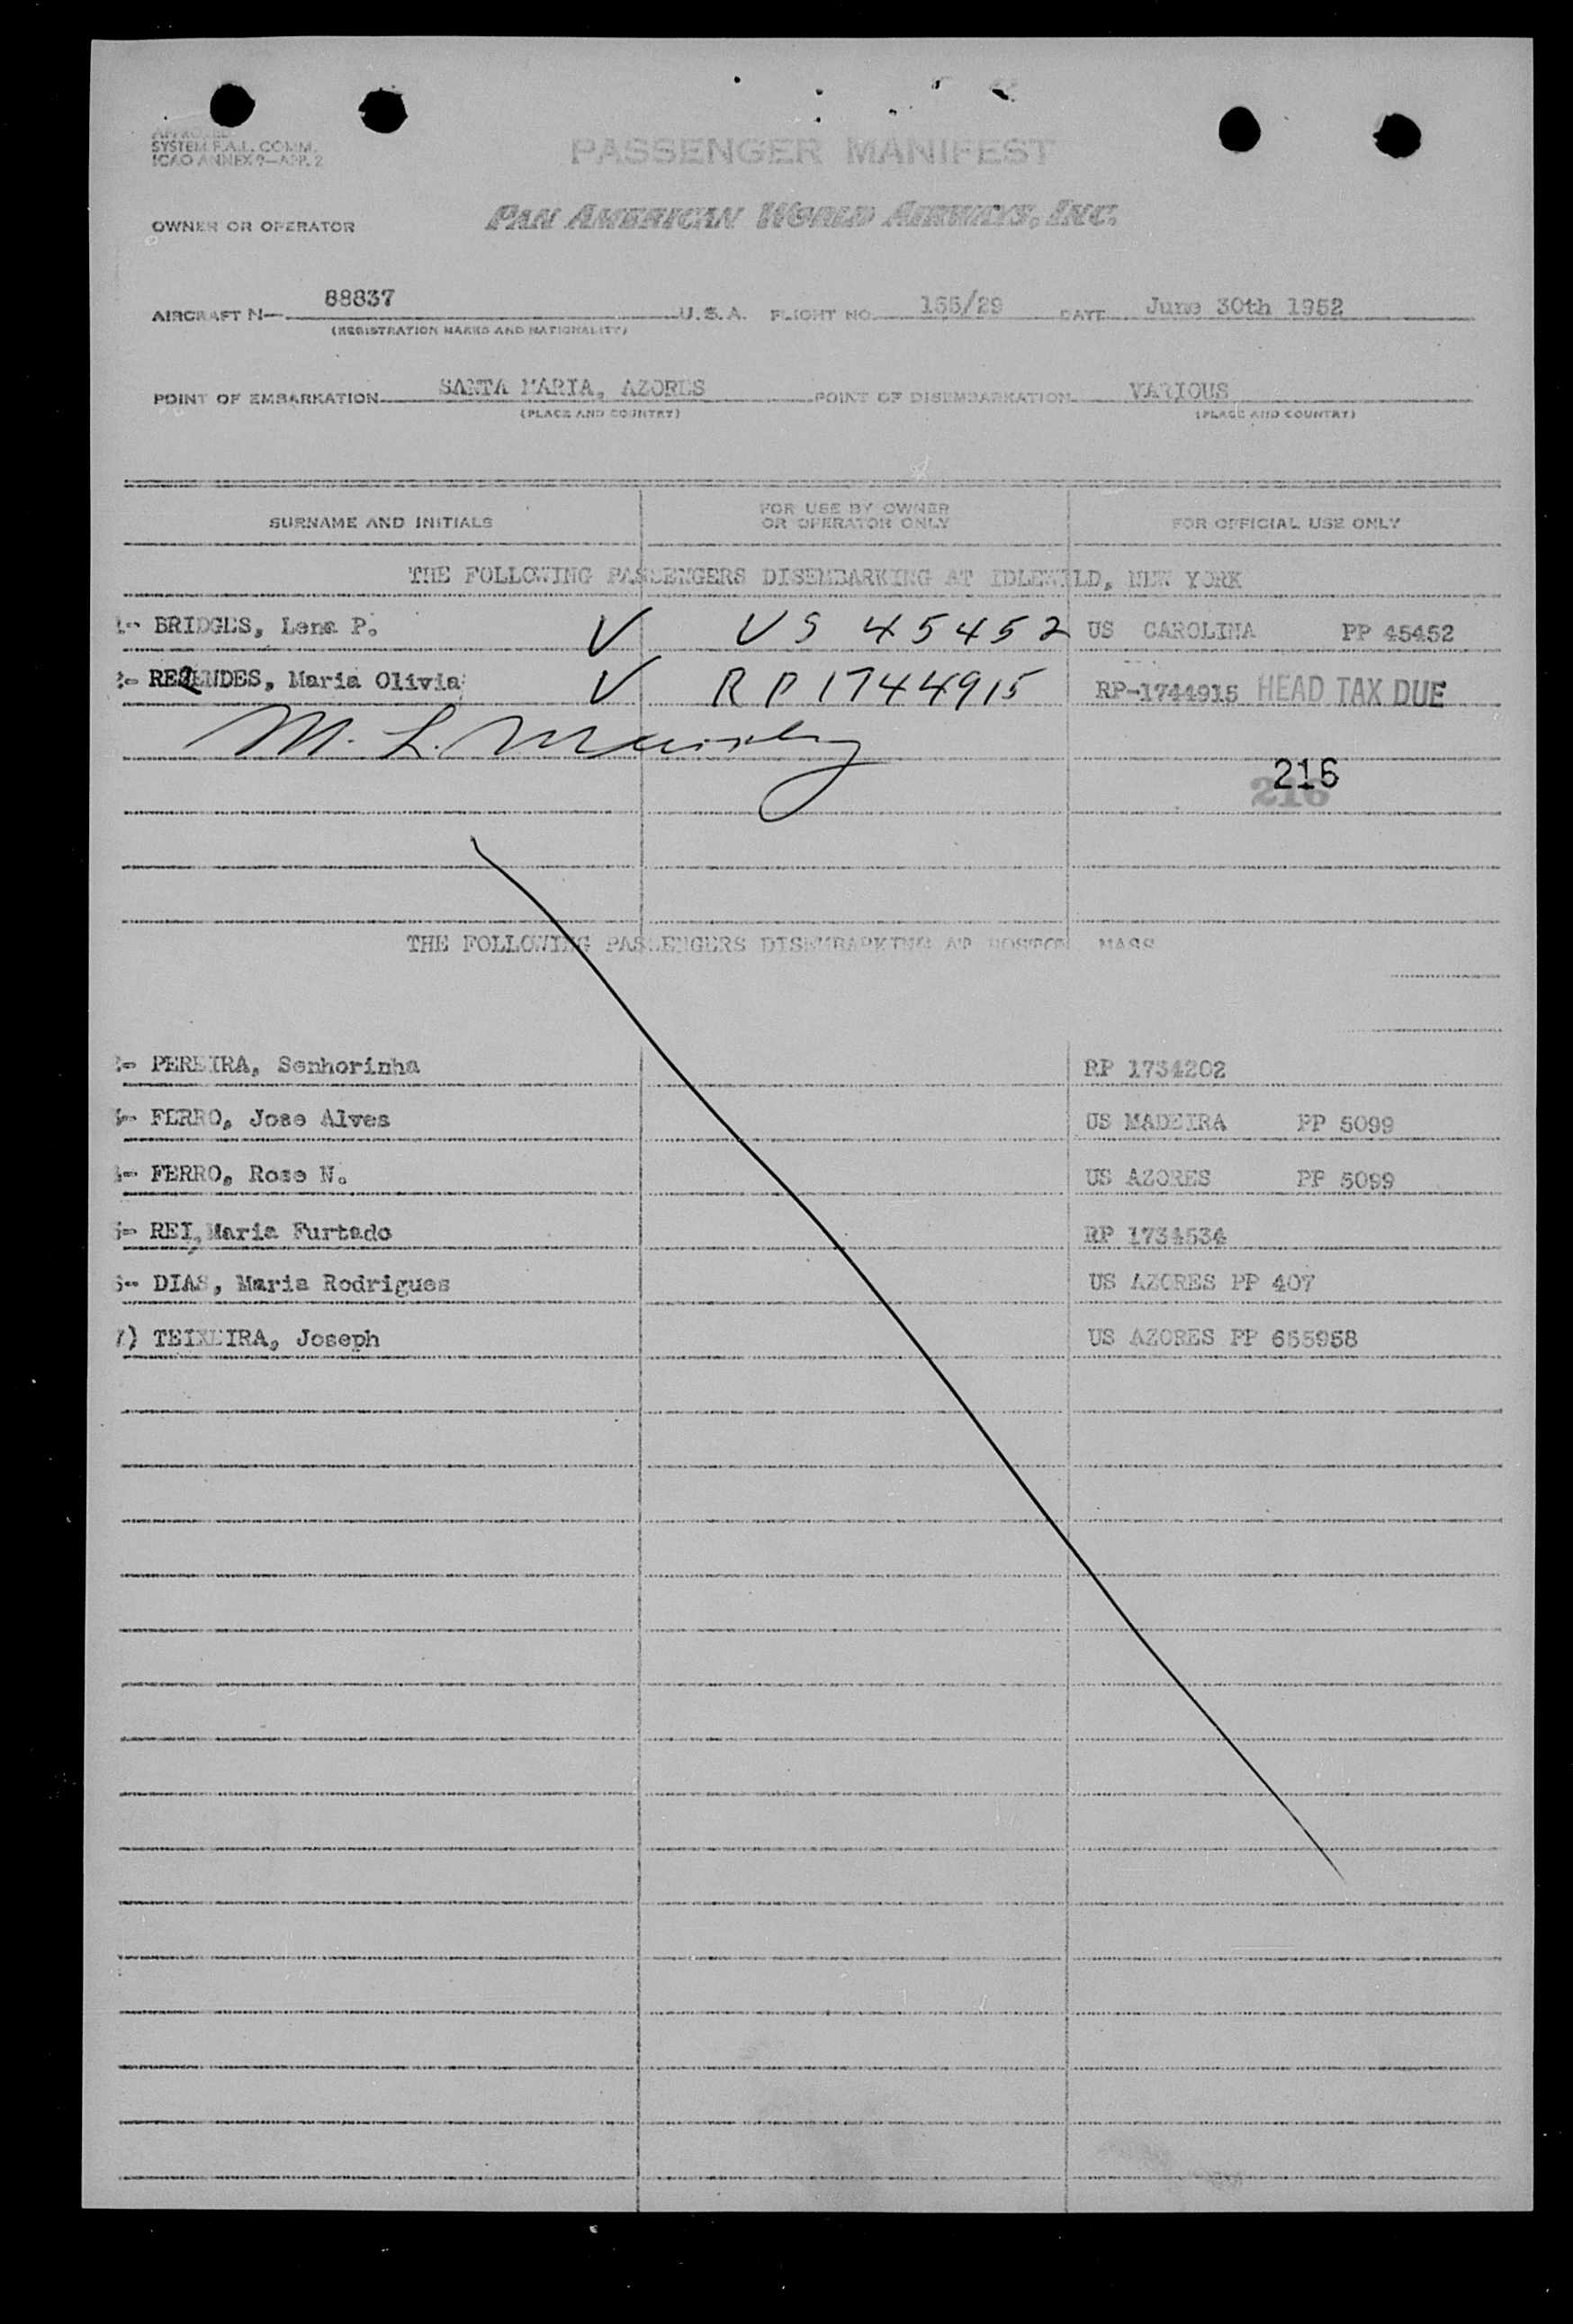 APPROVED
SYSTEM F.A.L. COMM.
ICAO ANNEX 9—APP. 2
PASSENGER MANIFEST
OWNER OR OPERATOR PAN AMERICAN WORLD AIRWAYS, INC.
AIRCRAFT N— 88837 U.S.A. FLIGHT NO. 155/29 DATE June 30th 1952
(REGISTRATION MARKS AND NATIONALITY)
POINT OF EMBARKATION SANTA MARIA, AZORES POINT OF DISEMBARKATION VARIOUS
(PLACE AND COUNTRY) (PLACE AND COUNTRY)
SURNAME AND INITIALS FOR USE BY OWNER OR OPERATOR ONLY FOR OFFICIAL USE ONLY
THE FOLLOWING PASSENGERS DISEMBARKING AT IDLEWILD, NEW YORK
BRIDGES, Lena P. V US 45452 US CAROLINA PP 45452
REZENDES, Maria Olivia V RP 1744915 RP-1744915 HEAD TAX DUE
M. L.
216
216
THE FOLLOWING PASSENGERS DISEMBARKING AT BOSTON, MASS
PEREIRA, Senhorinha RP 1734202
FERRO, Jose Alves US MADEIRA PP 5099
FERRO, Rose N. US AZORES PP 5099
REI, Maria Furtado RP 1734534
DIAS, Maria Rodrigues US AZORES PP 407
7) TEIXEIRA, Joseph US AZORES PP 655958